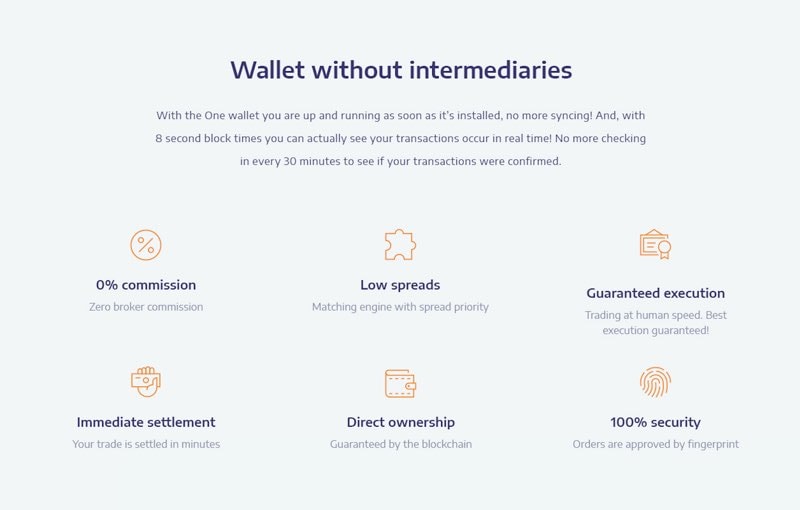 Wallet without intermediaries
With the One wallet you are up and running as soon as it's installed, no more syncing! And, with
8 second block times you can actually see your transactions occur in real time! No more checking
in every 30 minutes to see if your transactions were confirmed.
0% commission
Zero broker commission
Low spreads
Matching engine with spread priority
Guaranteed execution
Trading at human speed. Best
execution guaranteed!
Immediate settlement
Your trade is settled in minutes
Direct ownership
Guaranteed by the blockchain
100% security
Orders are approved by fingerprint